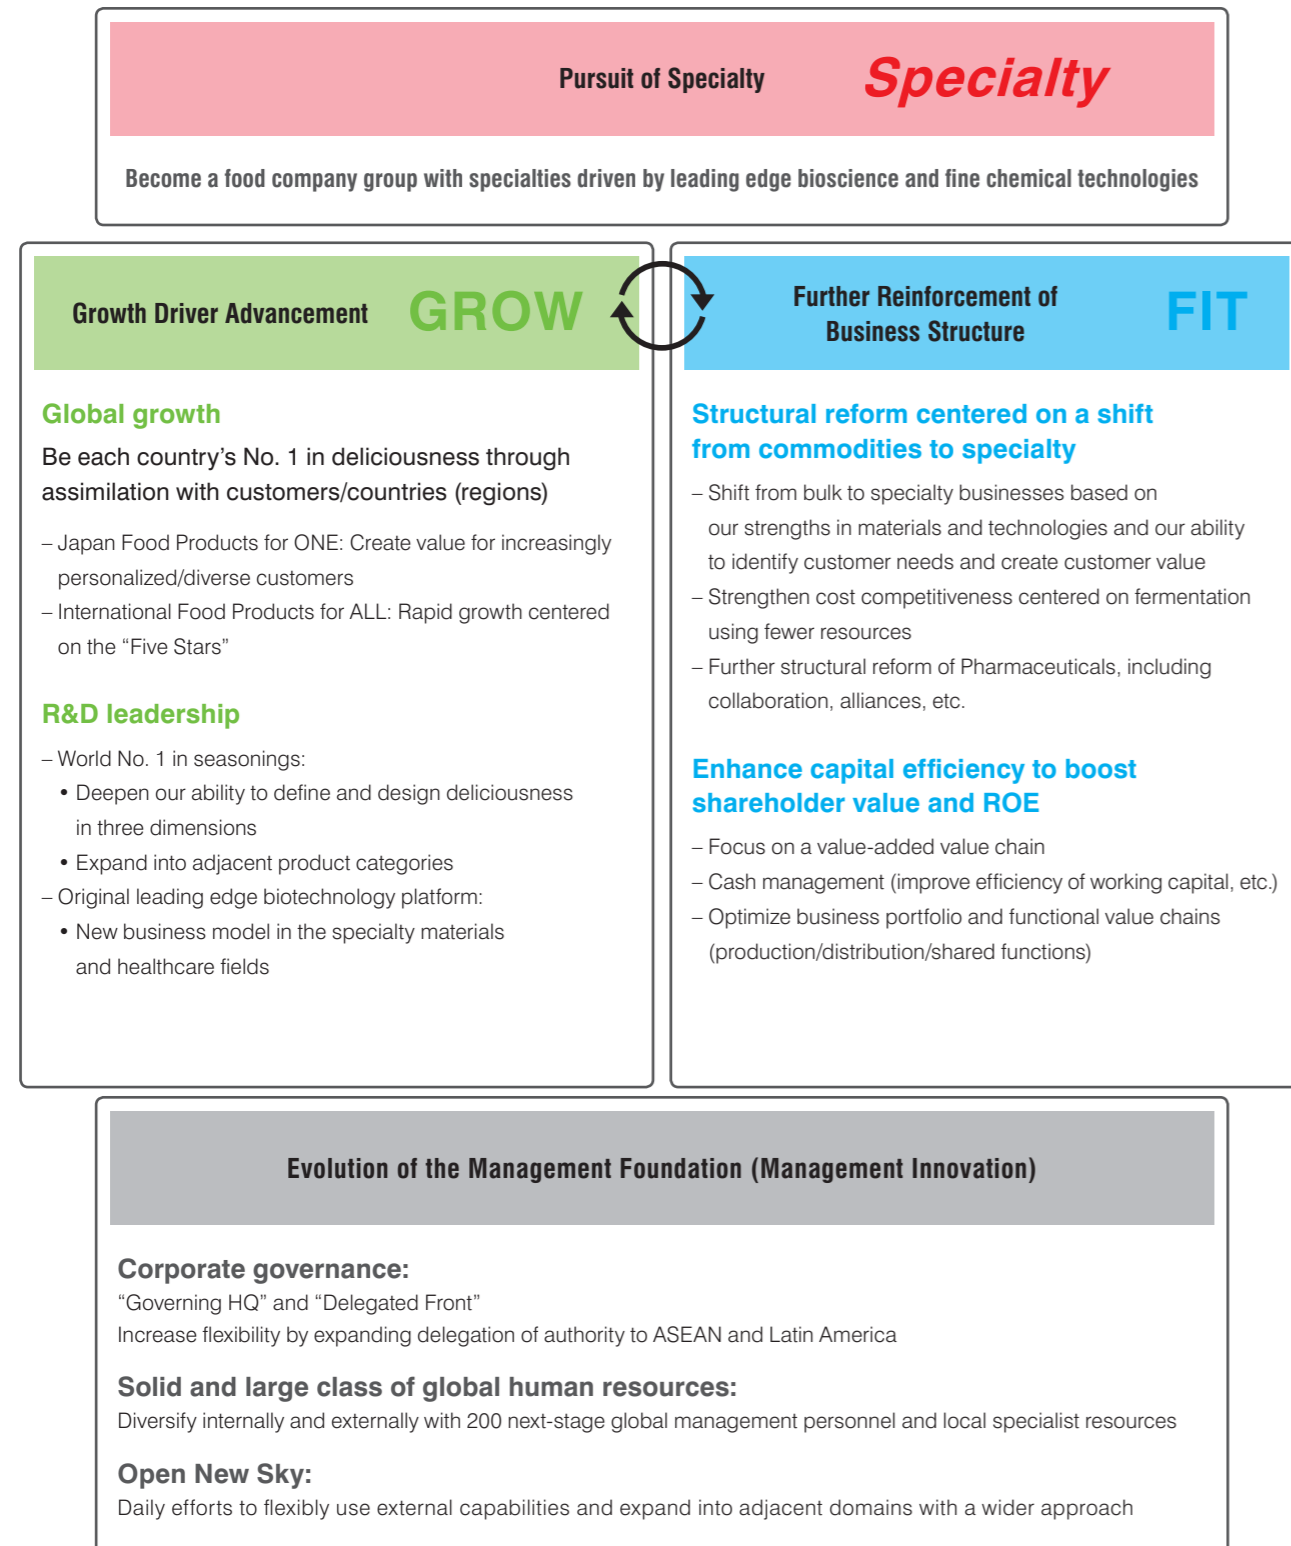 Pursuit of Specialty Specialty
Become a food company group with specialties driven by leading edge bioscience and fine chemical technologies
Growth Driver Advancement GROW
Global growth
Be each country's No. 1 in deliciousness through
assimilation with customers/countries (regions)
– Japan Food Products for ONE: Create value for increasingly
personalized/diverse customers
– International Food Products for ALL: Rapid growth centered
on the “Five Stars”
R&D leadership
– World No. 1 in seasonings:
• Deepen our ability to define and design deliciousness
in three dimensions
• Expand into adjacent product categories
– Original leading edge biotechnology platform:
• New business model in the specialty materials
and healthcare fields
Further Reinforcement of
Business Structure FIT
Structural reform centered on a shift
from commodities to specialty
– Shift from bulk to specialty businesses based on
our strengths in materials and technologies and our ability
to identify customer needs and create customer value
– Strengthen cost competitiveness centered on fermentation
using fewer resources
– Further structural reform of Pharmaceuticals, including
collaboration, alliances, etc.
Enhance capital efficiency to boost
shareholder value and ROE
– Focus on a value-added value chain
– Cash management (improve efficiency of working capital, etc.)
– Optimize business portfolio and functional value chains
(production/distribution/shared functions)
Evolution of the Management Foundation (Management Innovation)
Corporate governance:
“Governing HQ” and “Delegated Front”
Increase flexibility by expanding delegation of authority to ASEAN and Latin America
Solid and large class of global human resources:
Diversify internally and externally with 200 next-stage global management personnel and local specialist resources
Open New Sky:
Daily efforts to flexibly use external capabilities and expand into adjacent domains with a wider approach